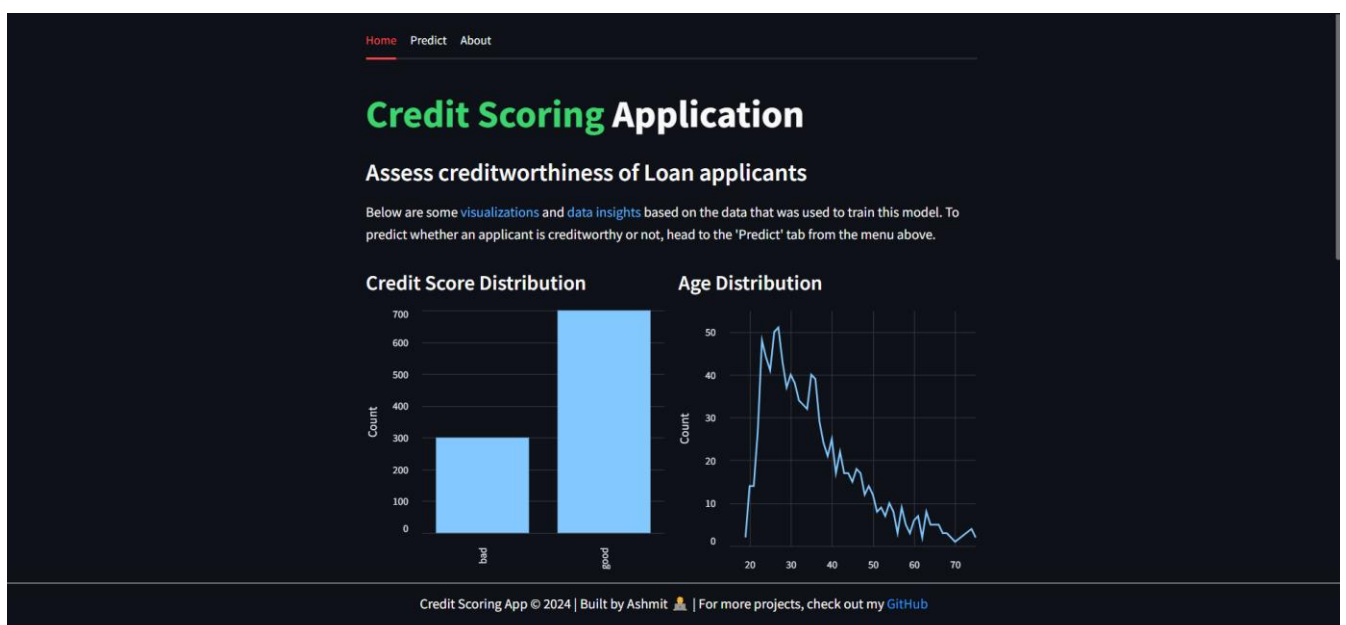 Home Predict About
Credit Scoring Application
Assess creditworthiness of Loan applicants
Below are some visualizations and data insights based on the data that was used to train this model. To
predict whether an applicant is creditworthy or not, head to the 'Predict' tab from the menu above.
Credit Score Distribution
700
600
500
400
300
200
100
0
Count
bad
good
Age Distribution
50
40
30
20
10
0
Count
20 30 40 50 60 70
Credit Scoring App © 2024 | Built by Ashmit 👨‍💻 | For more projects, check out my GitHub